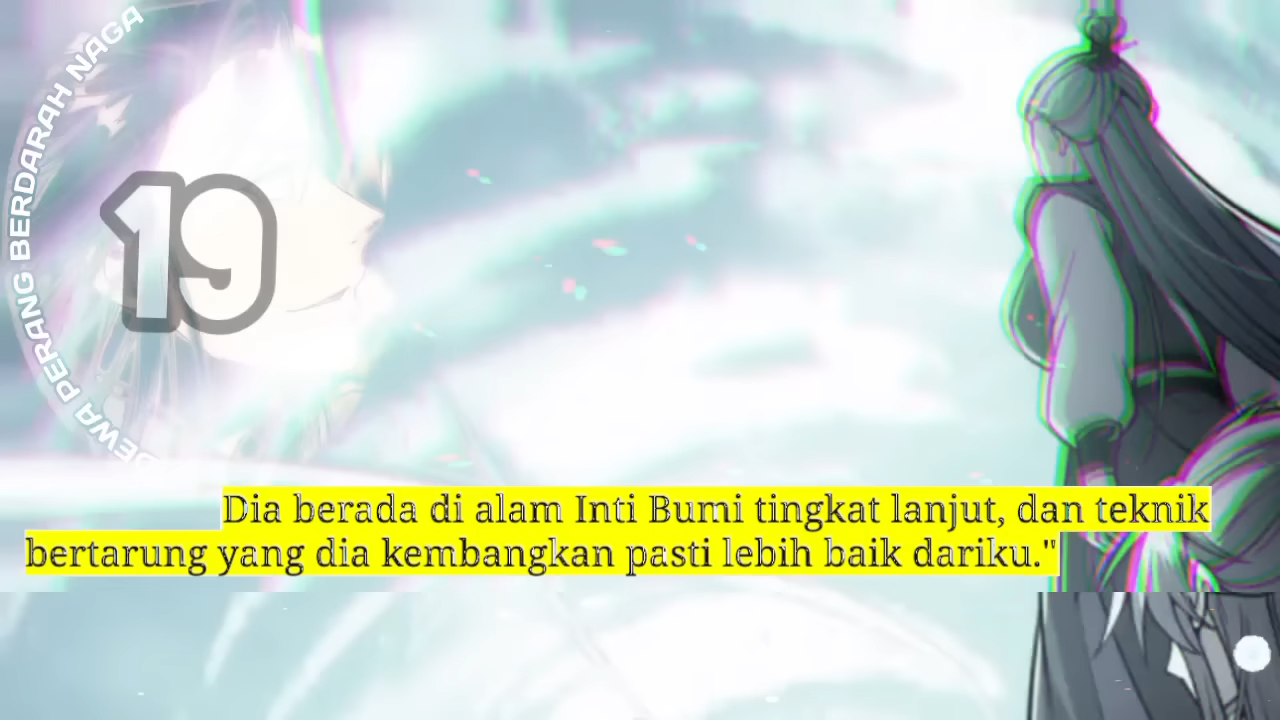 DEWA PERANG BERDARAH NAGA
19
Dia berada di alam Inti Bumi tingkat lanjut, dan teknik
bertarung yang dia kembangkan pasti lebih baik dariku."